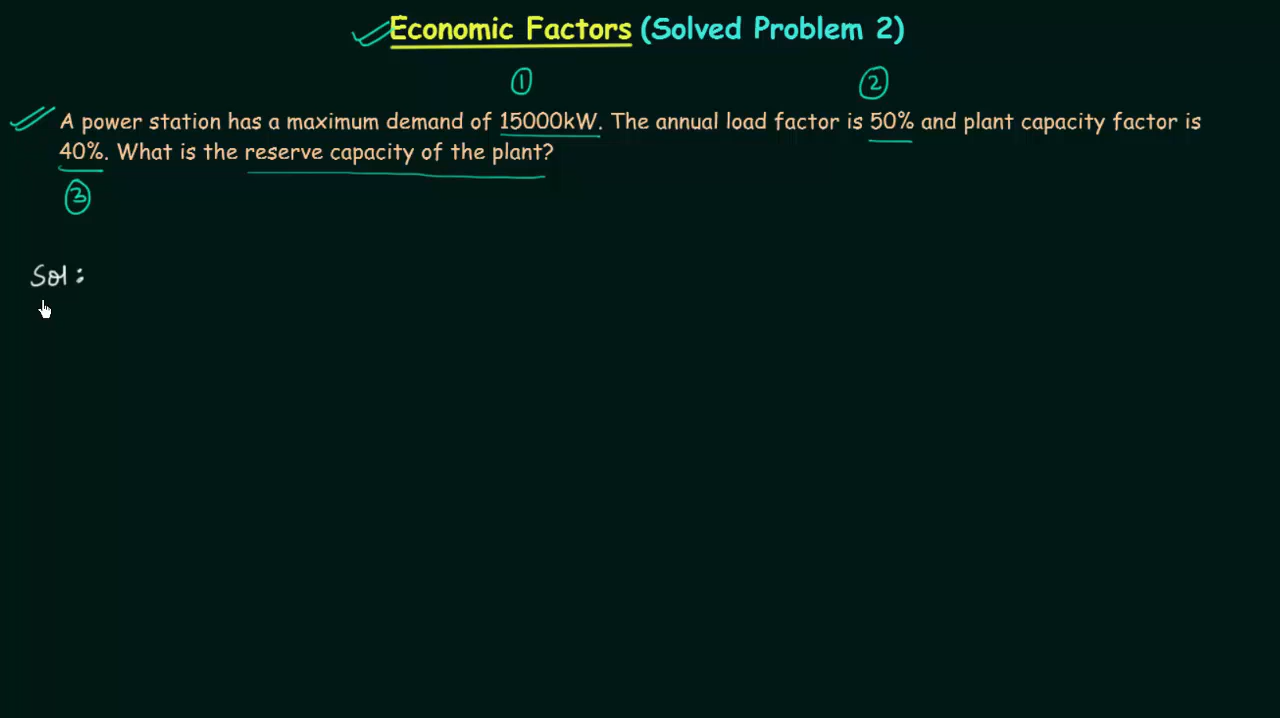 Economic Factors (Solved Problem 2)
1 2
A power station has a maximum demand of 15000kW. The annual load factor is 50% and plant capacity factor is
40%. What is the reserve capacity of the plant?
3
Sol :